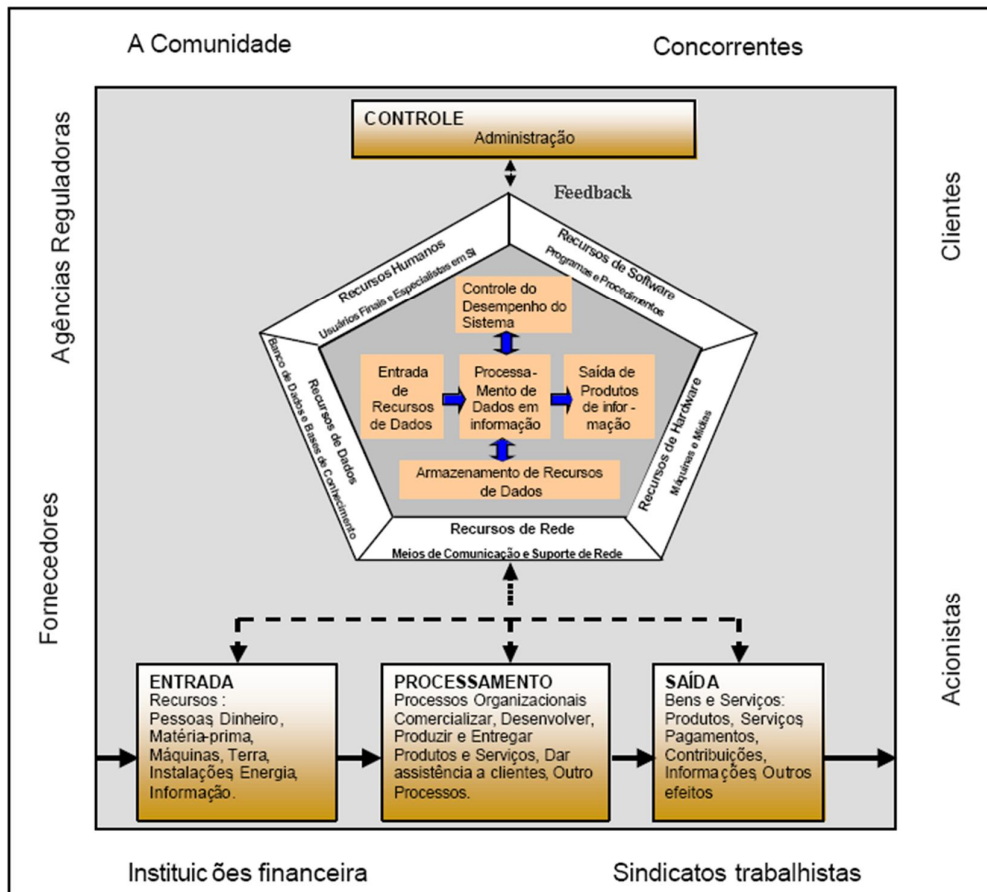 A Comunidade
Concorrentes
Agências Reguladoras
Fornecedores
Clientes
Acionistas
CONTROLE
Administração
Feedback
Recursos Humanos
Usuários Finais e Especialistas em SI
Recursos de Software
Programas e Procedimentos
Banco de Dados e Bases de Conhecimento
Recursos de Dados
Recursos de Hardware
Máquinas e Mídias
Controle do
Desempenho do
Sistema
Entrada
de
Recursos
de Dados
Processa-
Mento de
Dados em
informação
Saída de
Produtos
de infor-
mação
Armazenamento de Recursos
de Dados
Recursos de Rede
Meios de Comunicação e Suporte de Rede
ENTRADA
Recursos :
Pessoas, Dinheiro,
Matéria-prima,
Máquinas, Terra,
Instalações, Energia,
Informação.
PROCESSAMENTO
Processos Organizacionais
Comercializar, Desenvolver,
Produzir e Entregar
Produtos e Serviços, Dar
assistência a clientes, Outro
Processos.
SAÍDA
Bens e Serviços:
Produtos, Serviços,
Pagamentos,
Contribuições,
Informações, Outros
efeitos
Instituições financeira
Sindicatos trabalhistas